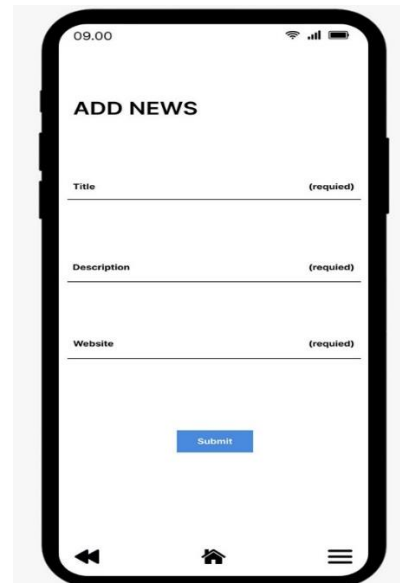 09.00
ADD NEWS
Title (requied)
Description (requied)
Website (requied)
Submit